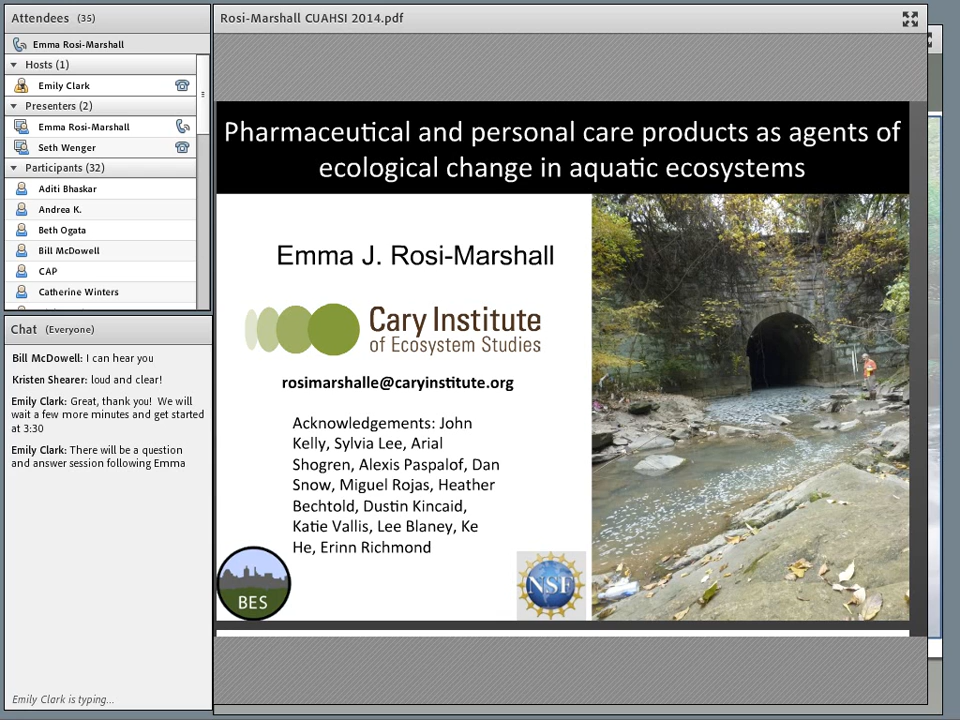 Attendees (35)
Emma Rosi-Marshall
Hosts (1)
Emily Clark
Presenters (2)
Emma Rosi-Marshall
Seth Wenger
Participants (32)
Aditi Bhaskar
Andrea K.
Beth Ogata
Bill McDowell
CAP
Catherine Winters
Chat (Everyone)
Bill McDowell: I can hear you
Kristen Shearer: loud and clear!
Emily Clark: Great, thank you! We will
wait a few more minutes and get started
at 3:30
Emily Clark: There will be a question
and answer session following Emma
Emily Clark is typing...
Rosi-Marshall CUAHSI 2014.pdf
Pharmaceutical and personal care products as agents of
ecological change in aquatic ecosystems
Emma J. Rosi-Marshall
Cary Institute
of Ecosystem Studies
rosimarshalle@caryinstitute.org
Acknowledgements: John
Kelly, Sylvia Lee, Arial
Shogren, Alexis Paspalof, Dan
Snow, Miguel Rojas, Heather
Bechtold, Dustin Kincaid,
Katie Vallis, Lee Blaney, Ke
He, Erinn Richmond
BES
NSF